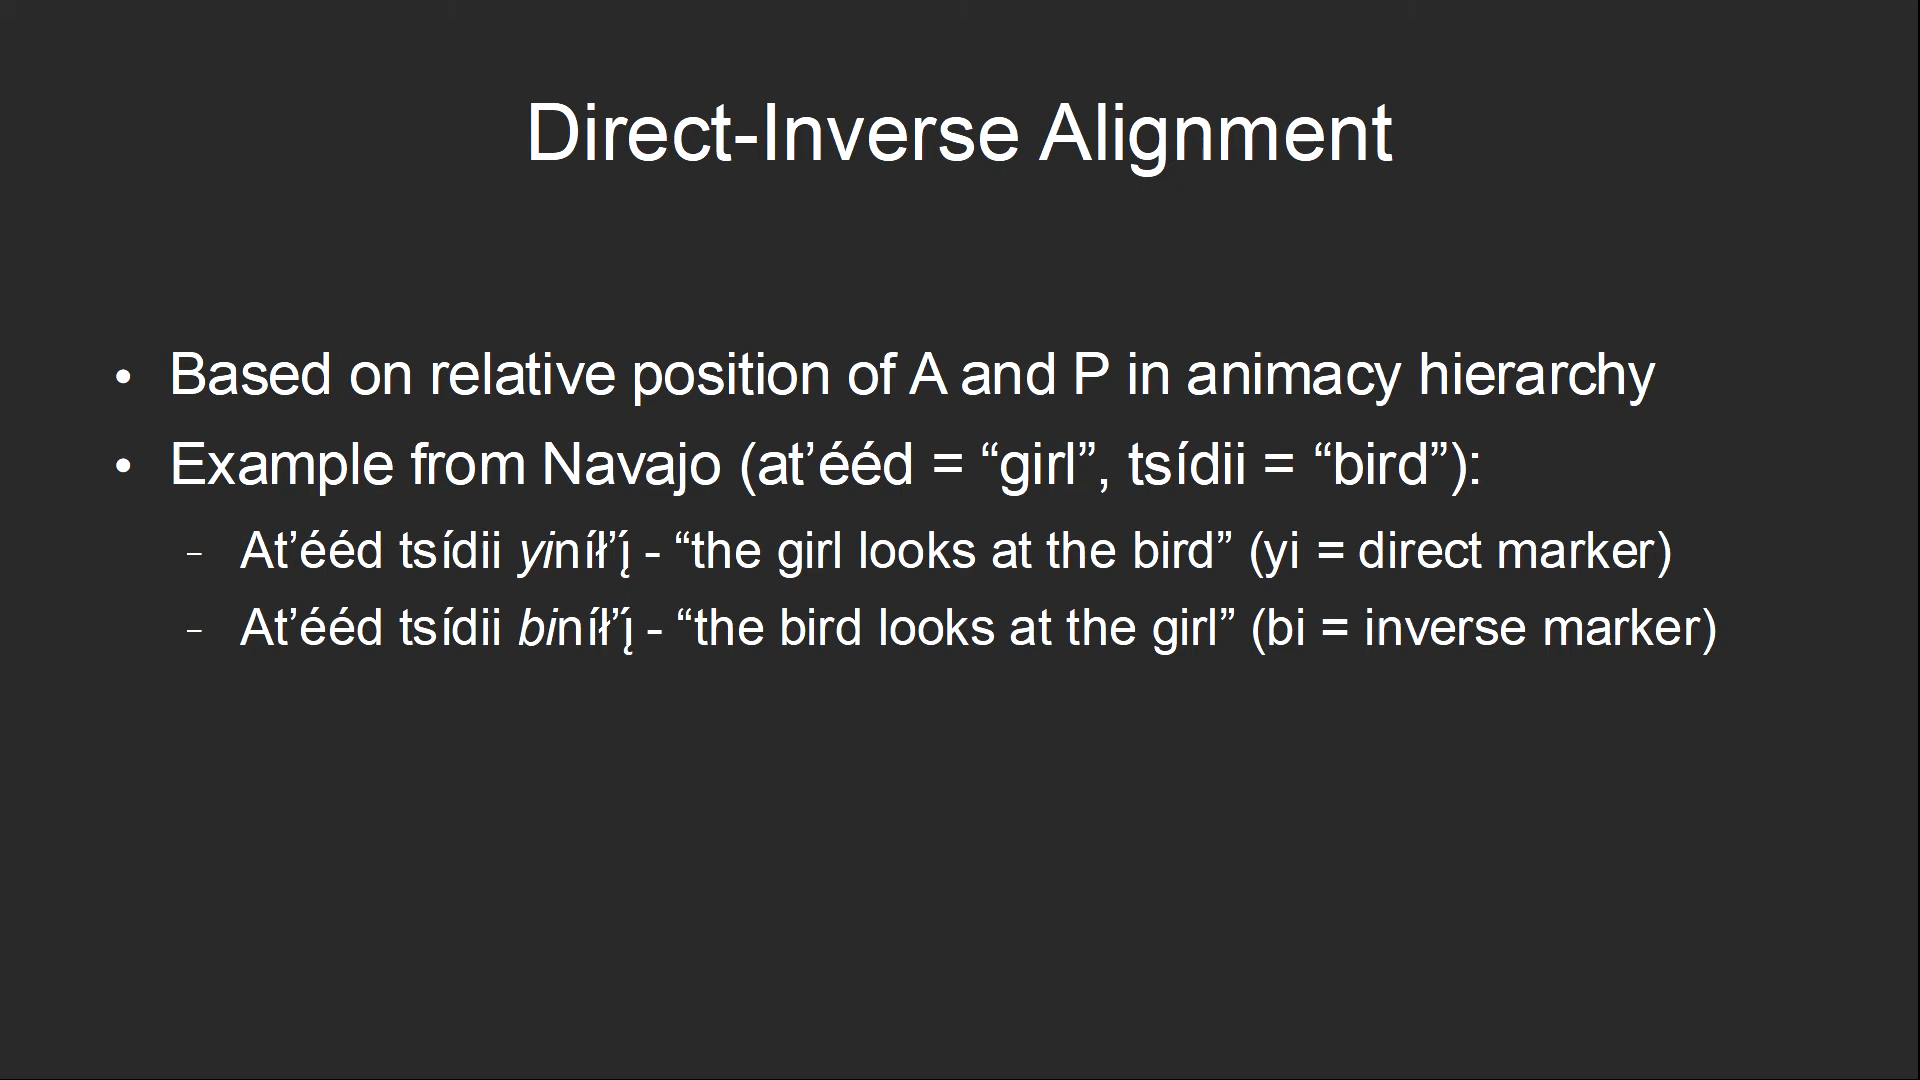 Direct-Inverse Alignment
• Based on relative position of A and P in animacy hierarchy
• Example from Navajo (at’ééd = “girl”, tsídii = “bird”):
– At’ééd tsídii yiníł’į́ - “the girl looks at the bird” (yi = direct marker)
– At’ééd tsídii biníł’į́ - “the bird looks at the girl” (bi = inverse marker)